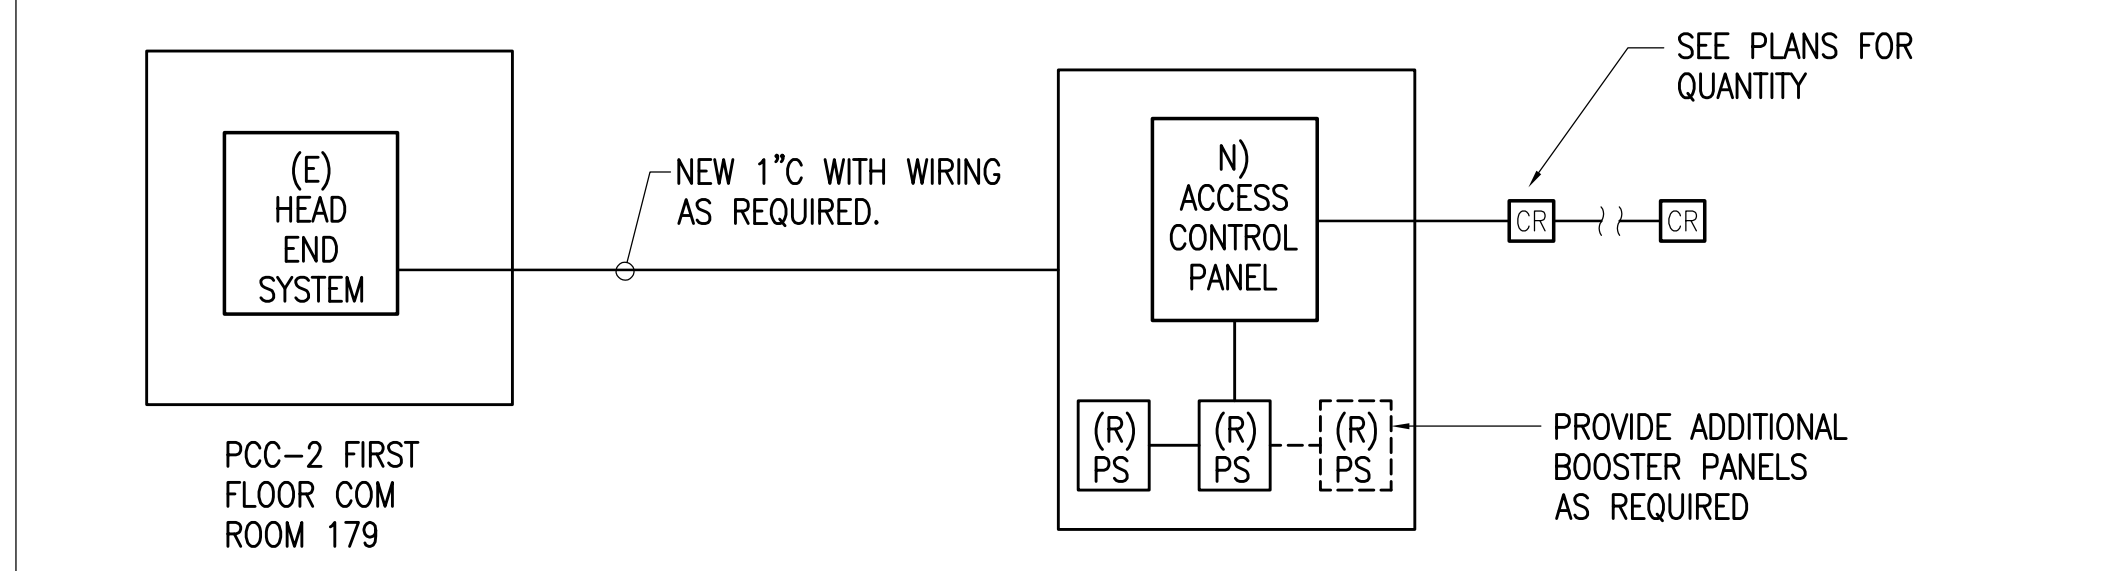 (E)
HEAD
END
SYSTEM
PCC-2 FIRST
FLOOR COM
ROOM 179
NEW 1"C WITH WIRING
AS REQUIRED.
N)
ACCESS
CONTROL
PANEL
(R)
PS
(R)
PS
(R)
PS
SEE PLANS FOR
QUANTITY
CR
CR
PROVIDE ADDITIONAL
BOOSTER PANELS
AS REQUIRED